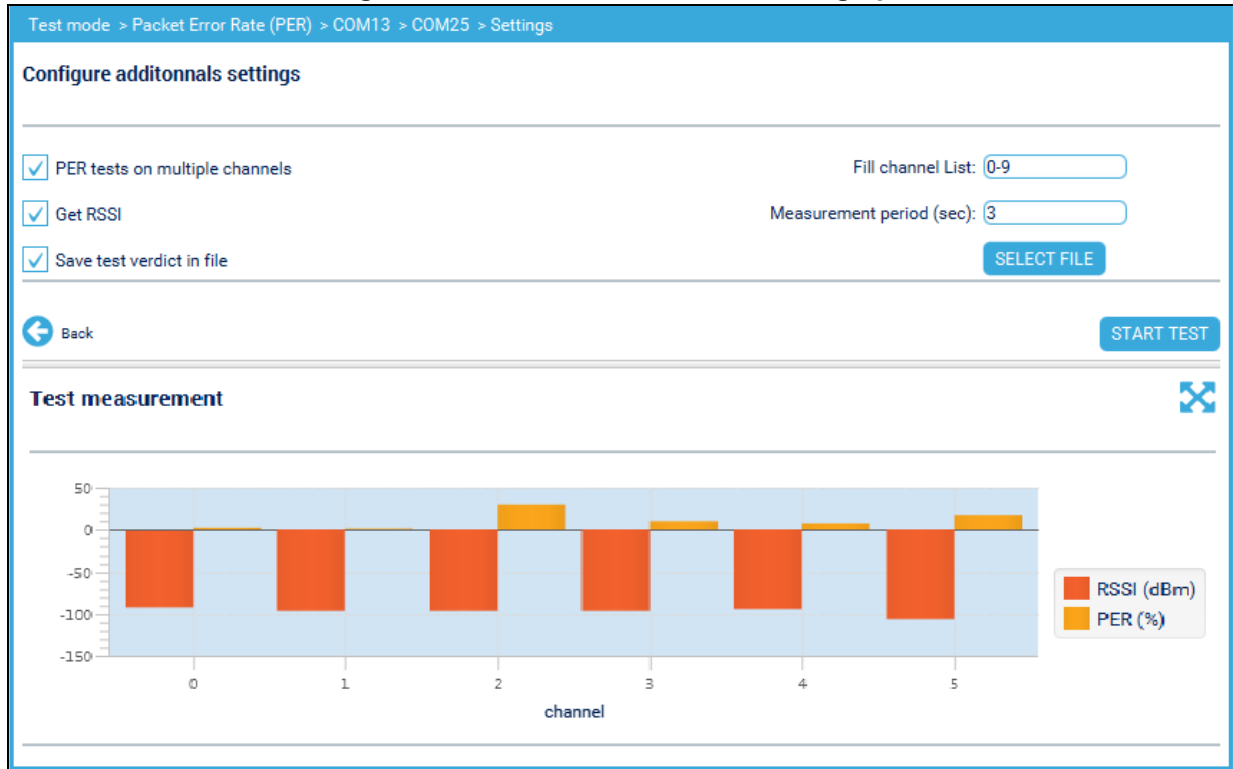 Test mode > Packet Error Rate (PER) > COM13 > COM25 > Settings
Configure additonnals settings
PER tests on multiple channels Fill channel List: 0-9
Get RSSI Measurement period (sec): 3
Save test verdict in file SELECT FILE
Back START TEST
Test measurement
50
0
-50
-100
-150
0 1 2 3 4 5
channel
RSSI (dBm)
PER (%)